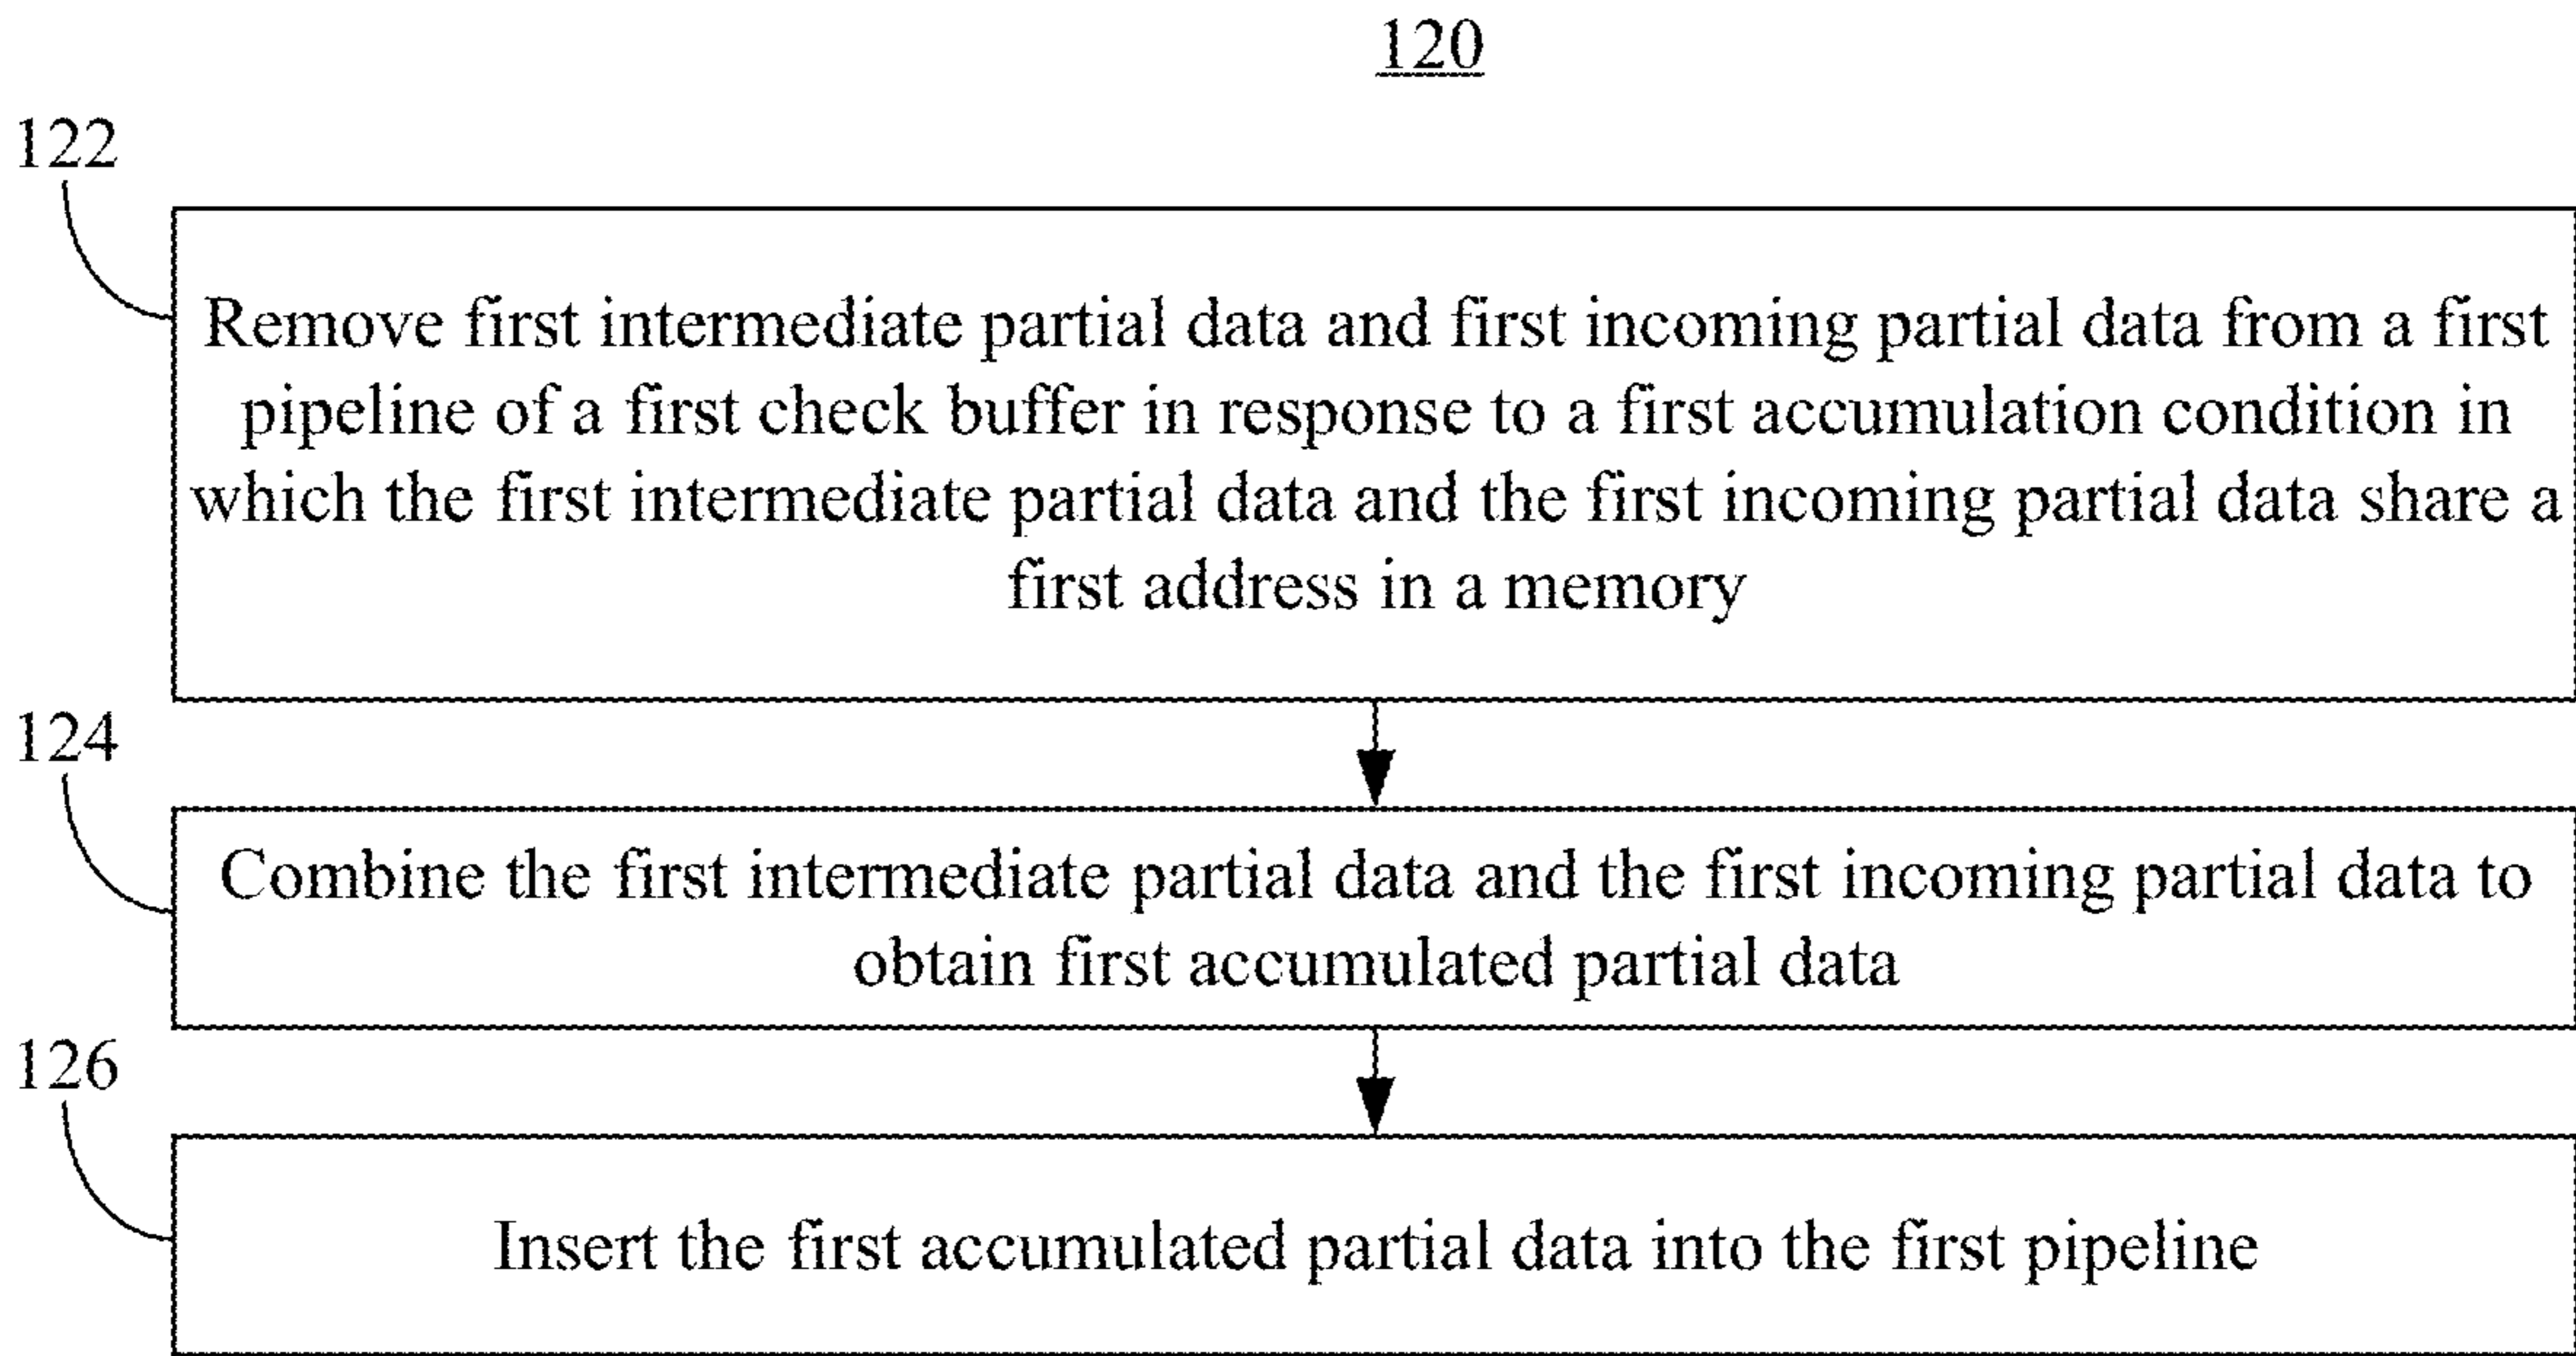 120
122
Remove first intermediate partial data and first incoming partial data from a first
pipeline of a first check buffer in response to a first accumulation condition in
which the first intermediate partial data and the first incoming partial data share a
first address in a memory
124
Combine the first intermediate partial data and the first incoming partial data to
obtain first accumulated partial data
126
Insert the first accumulated partial data into the first pipeline